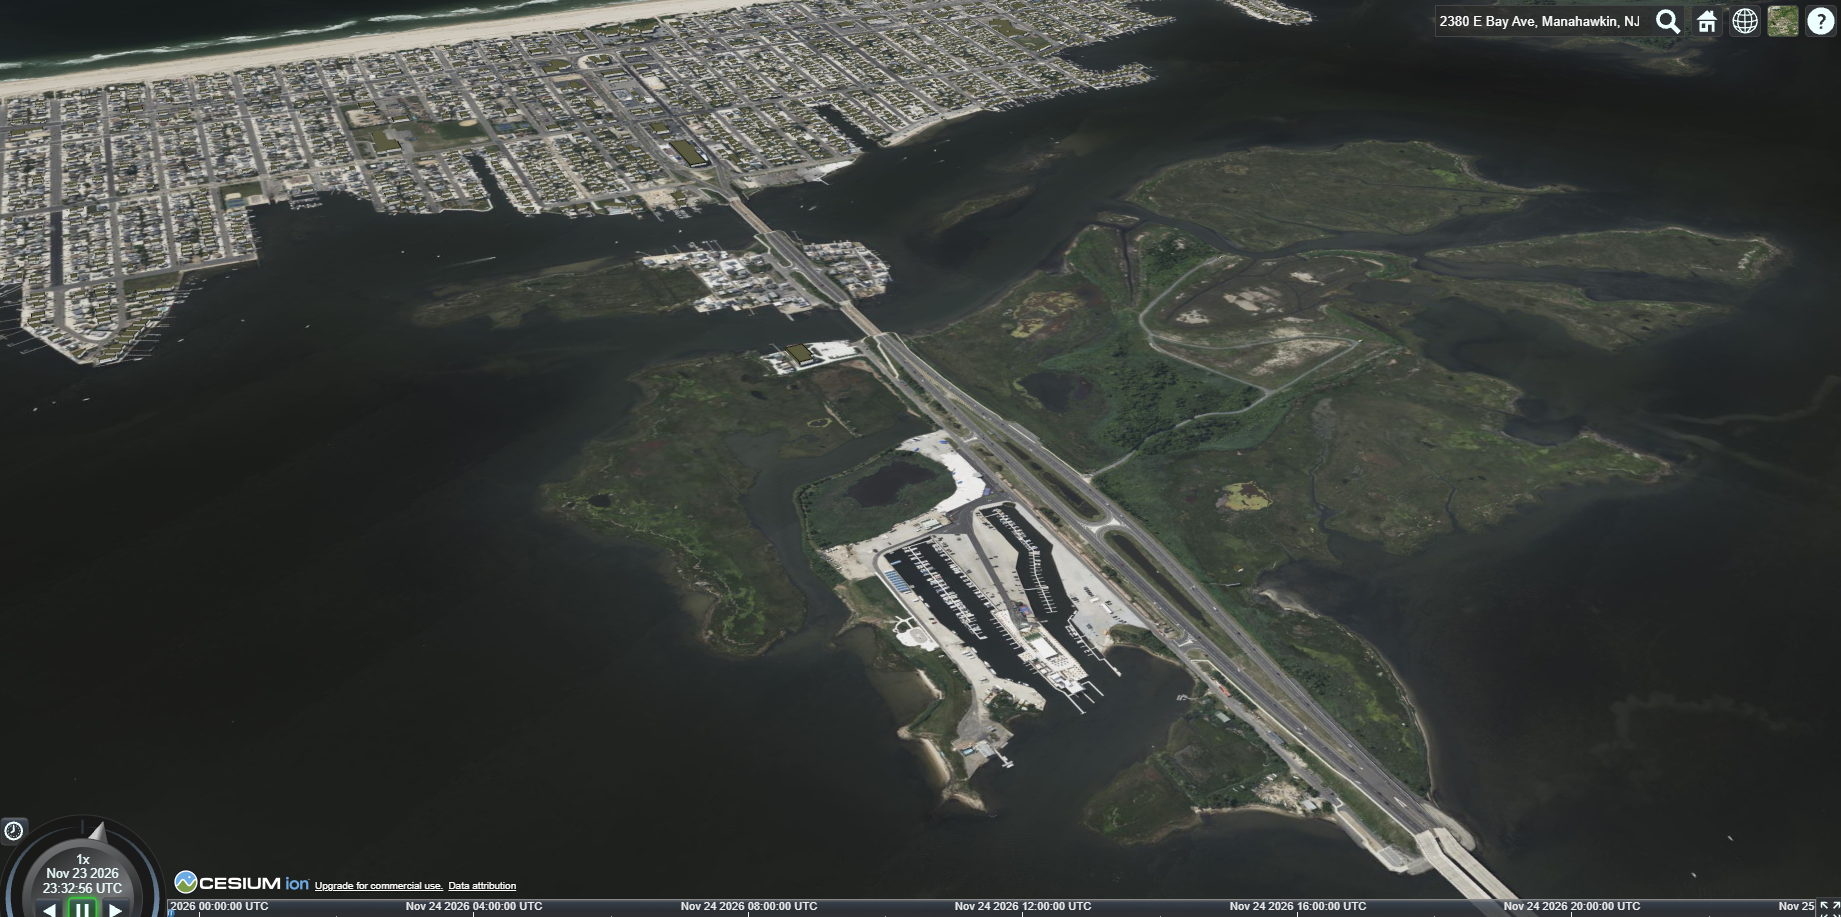 2380 E Bay Ave, Manahawkin, NJ
?
1x
Nov 23 2026
23:32:56 UTC
CESIUM ion Upgrade for commercial use. Data attribution
2026 00:00:00 UTC Nov 24 2026 04:00:00 UTC Nov 24 2026 08:00:00 UTC Nov 24 2026 12:00:00 UTC Nov 24 2026 16:00:00 UTC Nov 24 2026 20:00:00 UTC Nov 25